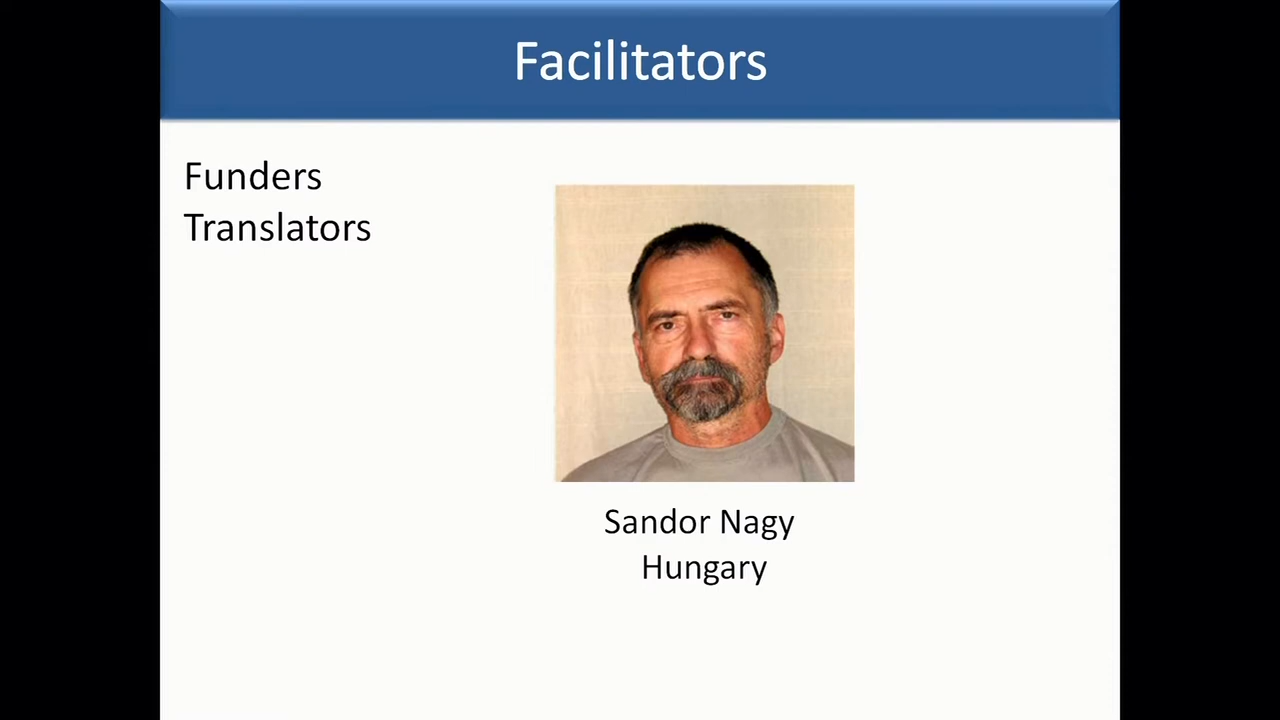 Facilitators
Funders
Translators
Sandor Nagy
Hungary